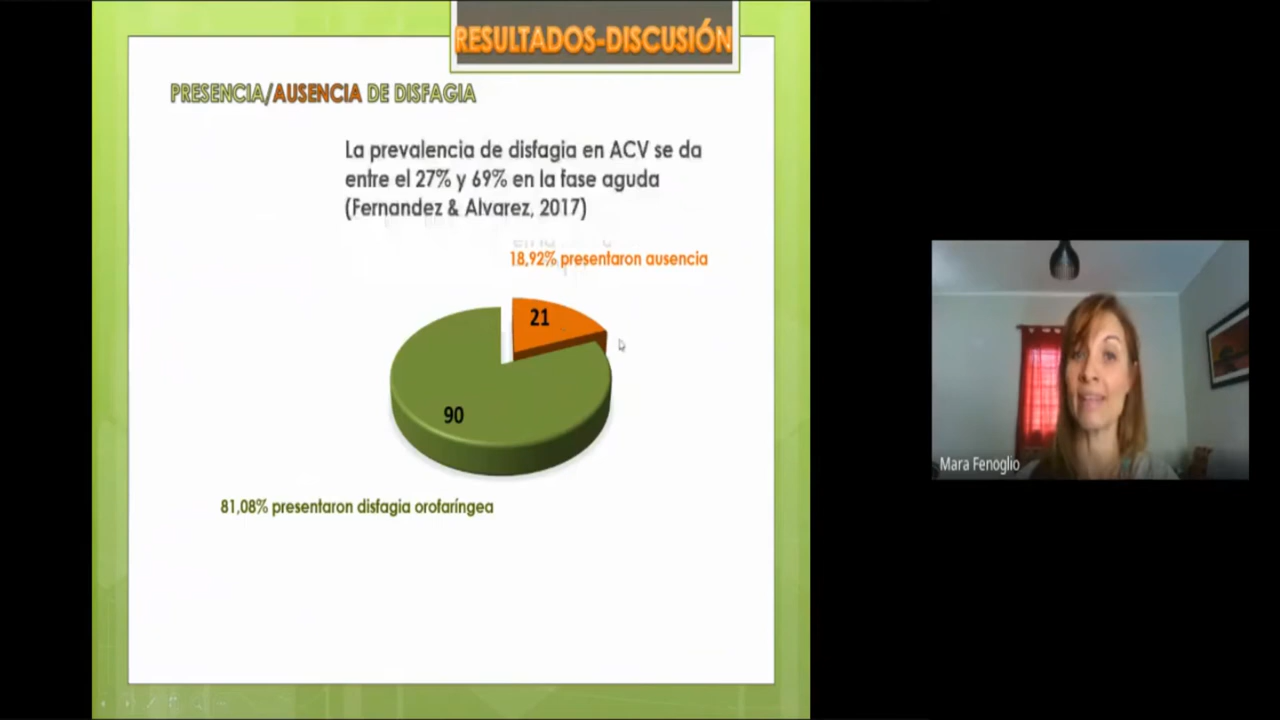 RESULTADOS-DISCUSIÓN
PRESENCIA/AUSENCIA DE DISFAGIA
La prevalencia de disfagia en ACV se da
entre el 27% y 69% en la fase aguda
(Fernandez & Alvarez, 2017)
18,92% presentaron ausencia
21
90
81,08% presentaron disfagia orofaríngea
Mara Fenoglio